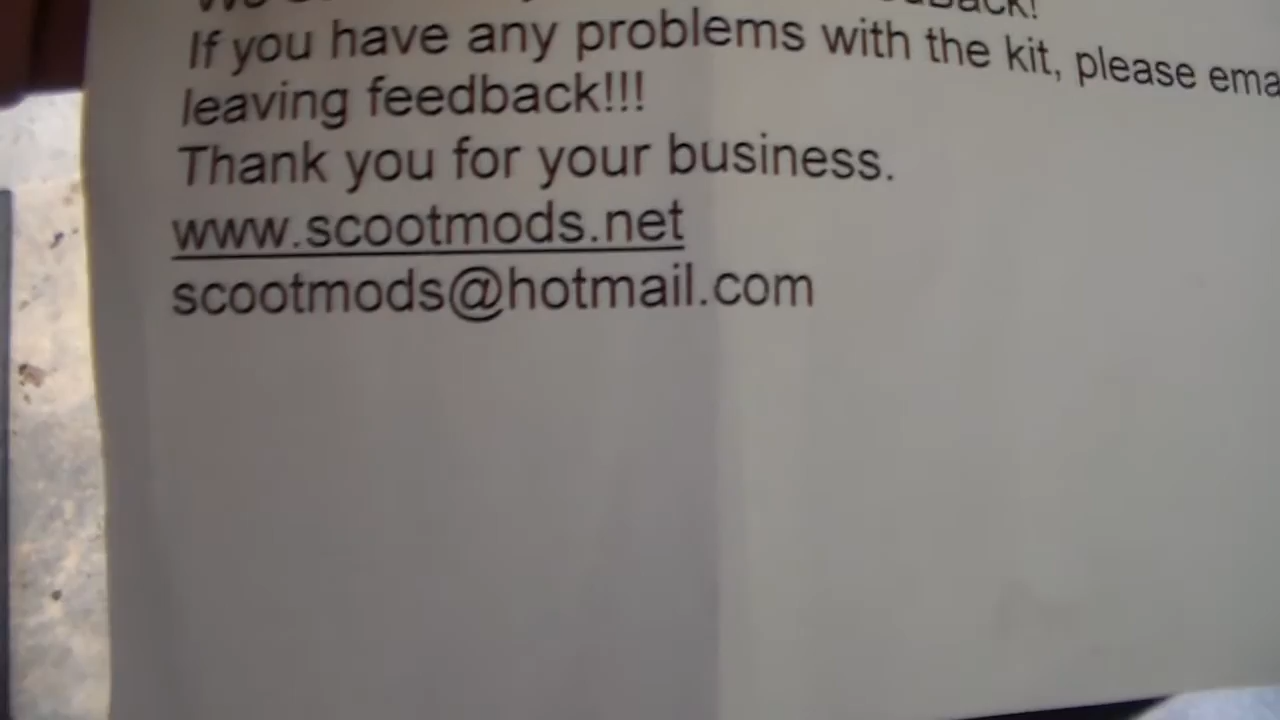 If you have any problems with the kit, please
leaving feedback!!!
Thank you for your business.
www.scootmods.net
scootmods@hotmail.com